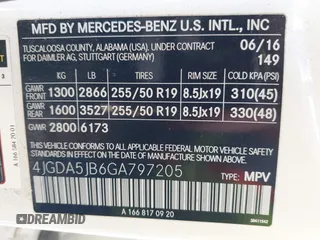 MFD BY MERCEDES-BENZ U.S. INTL., INC
TUSCALOOSA COUNTY, ALABAMA (USA) UNDER CONTRACT
FOR DAIMLER AG, STUTTGART (GERMANY)
06/16
149
KG LB TIRE SIZE RIM SIZE COLD KPA (PSI)
GAWR FRONT 1300 2866 255/50 R19 8.5Jx19 310(45)
GAWR REAR 1600 3527 255/50 R19 8.5Jx19 330(48)
GVWR 2800 6173
THIS VEHICLE CONFORMS TO ALL APPLICABLE FEDERAL MOTOR VEHICLE
SAFETY STANDARDS IN EFFECT ON THE DATE OF MANUFACTURE SHOWN ABOVE.
4JGDA5JB6GA797205
TYPE: MPV
A 166 817 09 20
DEALERDRIVE